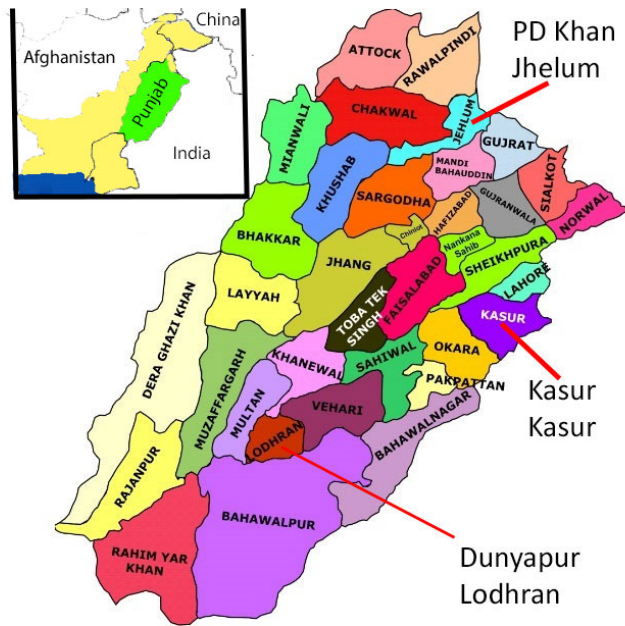 China
Afghanistan
Punjab
India
PD Khan
Jhelum
ATTOCK
RAWALPINDI
CHAKWAL
JEHLUM
MIANWALI
GUJRAT
KHUSHAB
MANDI
BAHAUDDIN
SIALKOT
SARGODHA
HAFIZABAD
GUJRANWALA
NORWAL
BHAKKAR
Chiniot
Nankana
Sahib
JHANG
SHEIKHPURA
FAISALABAD
LAHORE
LAYYAH
TOBA TEK
SINGH
KASUR
DERA GHAZI KHAN
OKARA
KHANEWAL
SAHIWAL
MUZAFFARGARH
PAKPATTAN
Kasur
Kasur
MULTAN
VEHARI
BAHAWALNAGAR
LODHRAN
RAJANPUR
BAHAWALPUR
RAHIM YAR
KHAN
Dunyapur
Lodhran